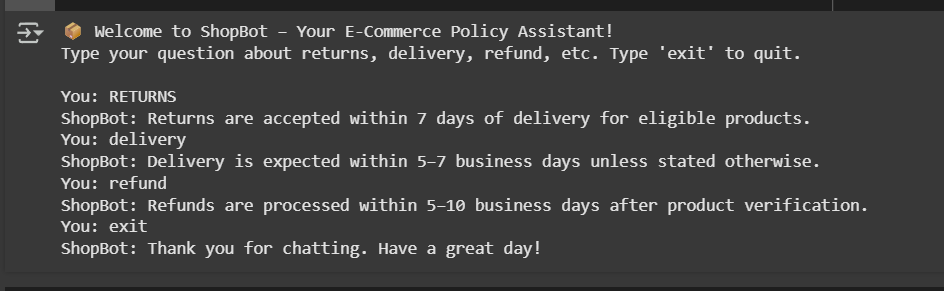 📦 Welcome to ShopBot – Your E-Commerce Policy Assistant!
Type your question about returns, delivery, refund, etc. Type 'exit' to quit.
You: RETURNS
ShopBot: Returns are accepted within 7 days of delivery for eligible products.
You: delivery
ShopBot: Delivery is expected within 5–7 business days unless stated otherwise.
You: refund
ShopBot: Refunds are processed within 5–10 business days after product verification.
You: exit
ShopBot: Thank you for chatting. Have a great day!